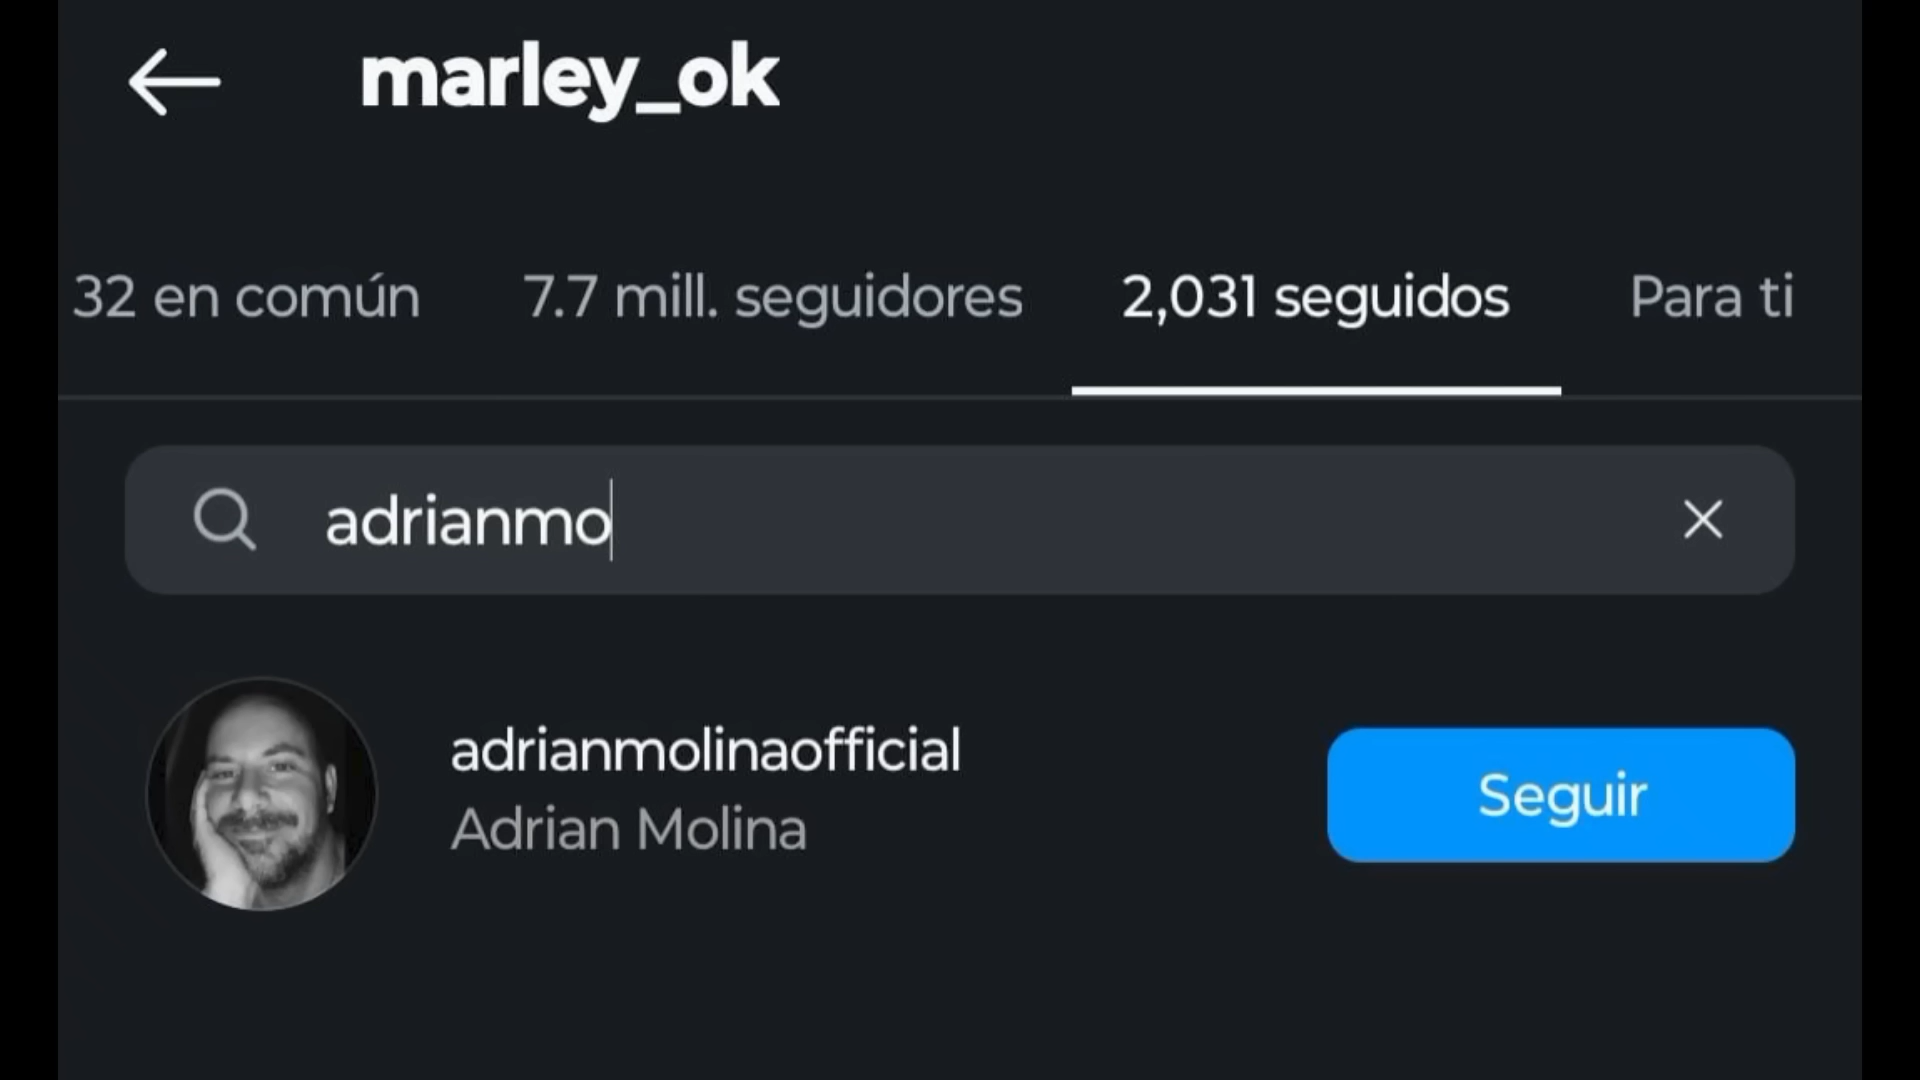 marley_ok
32 en común 7.7 mill. seguidores 2,031 seguidos Para ti
adrianmo
adrianmolinaofficial
Adrian Molina
Seguir